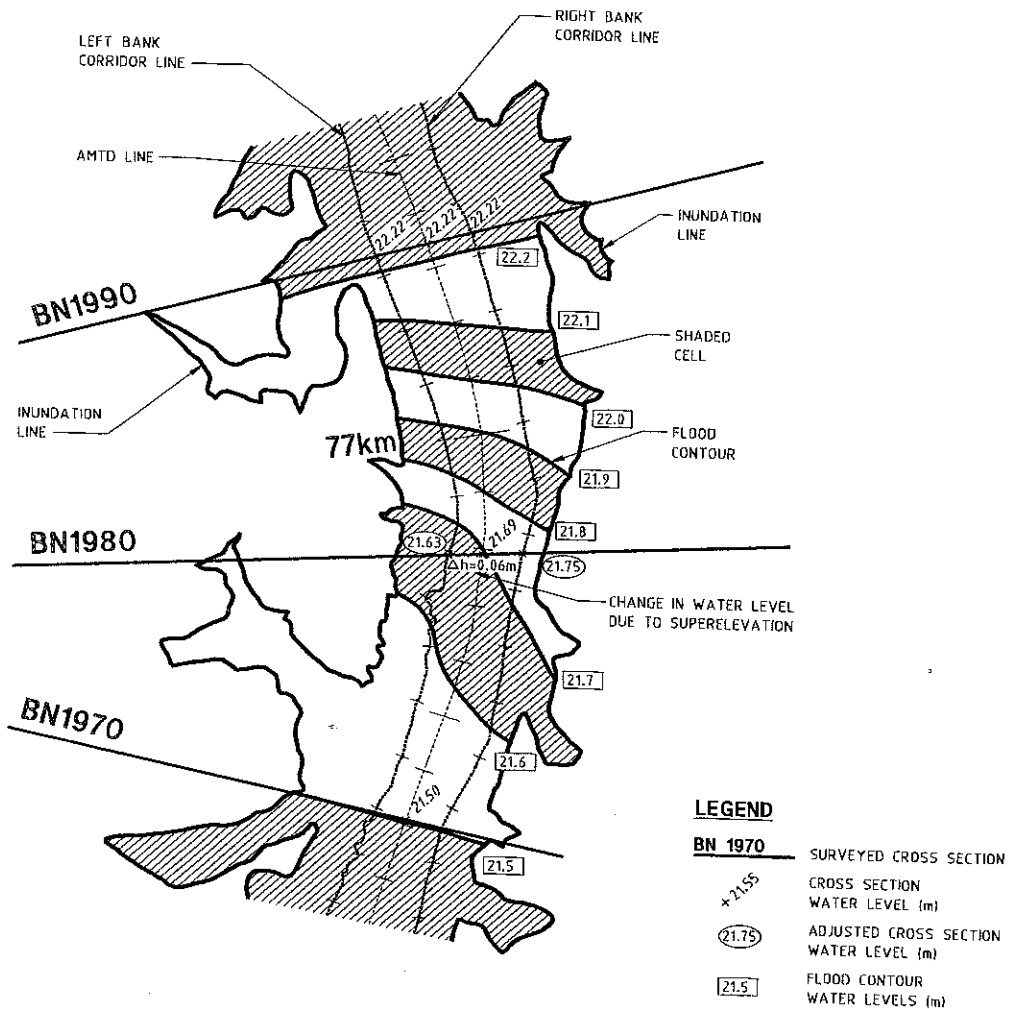 RIGHT BANK
CORRIDOR LINE
LEFT BANK
CORRIDOR LINE
AMTD LINE
22.22
22.22
22.22
INUNDATION
LINE
22.2
BN1990
22.1
SHADED
CELL
INUNDATION
LINE
22.0
77km
FLOOD
CONTOUR
21.9
21.8
BN1980
21.63
21.69
Δh=0.06m
21.75
CHANGE IN WATER LEVEL
DUE TO SUPERELEVATION
21.7
BN1970
21.6
21.50
21.5
LEGEND
BN 1970
SURVEYED CROSS SECTION
+21.55
CROSS SECTION
WATER LEVEL (m)
21.75
ADJUSTED CROSS SECTION
WATER LEVEL (m)
21.5
FLOOD CONTOUR
WATER LEVELS (m)